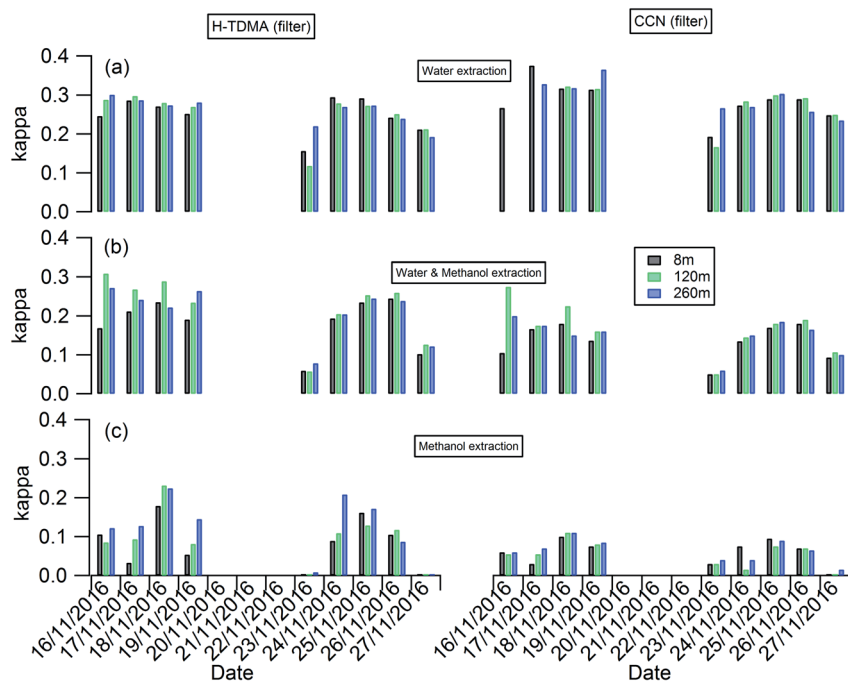 H-TDMA (filter)
CCN (filter)
(a)
Water extraction
kappa
0.4
0.3
0.2
0.1
0.0
(b)
Water & Methanol extraction
8m
120m
260m
kappa
0.4
0.3
0.2
0.1
0.0
(c)
Methanol extraction
kappa
0.4
0.3
0.2
0.1
0.0
16/11/2016
17/11/2016
18/11/2016
19/11/2016
20/11/2016
21/11/2016
22/11/2016
23/11/2016
24/11/2016
25/11/2016
26/11/2016
27/11/2016
Date
16/11/2016
17/11/2016
18/11/2016
19/11/2016
20/11/2016
21/11/2016
22/11/2016
23/11/2016
24/11/2016
25/11/2016
26/11/2016
27/11/2016
Date